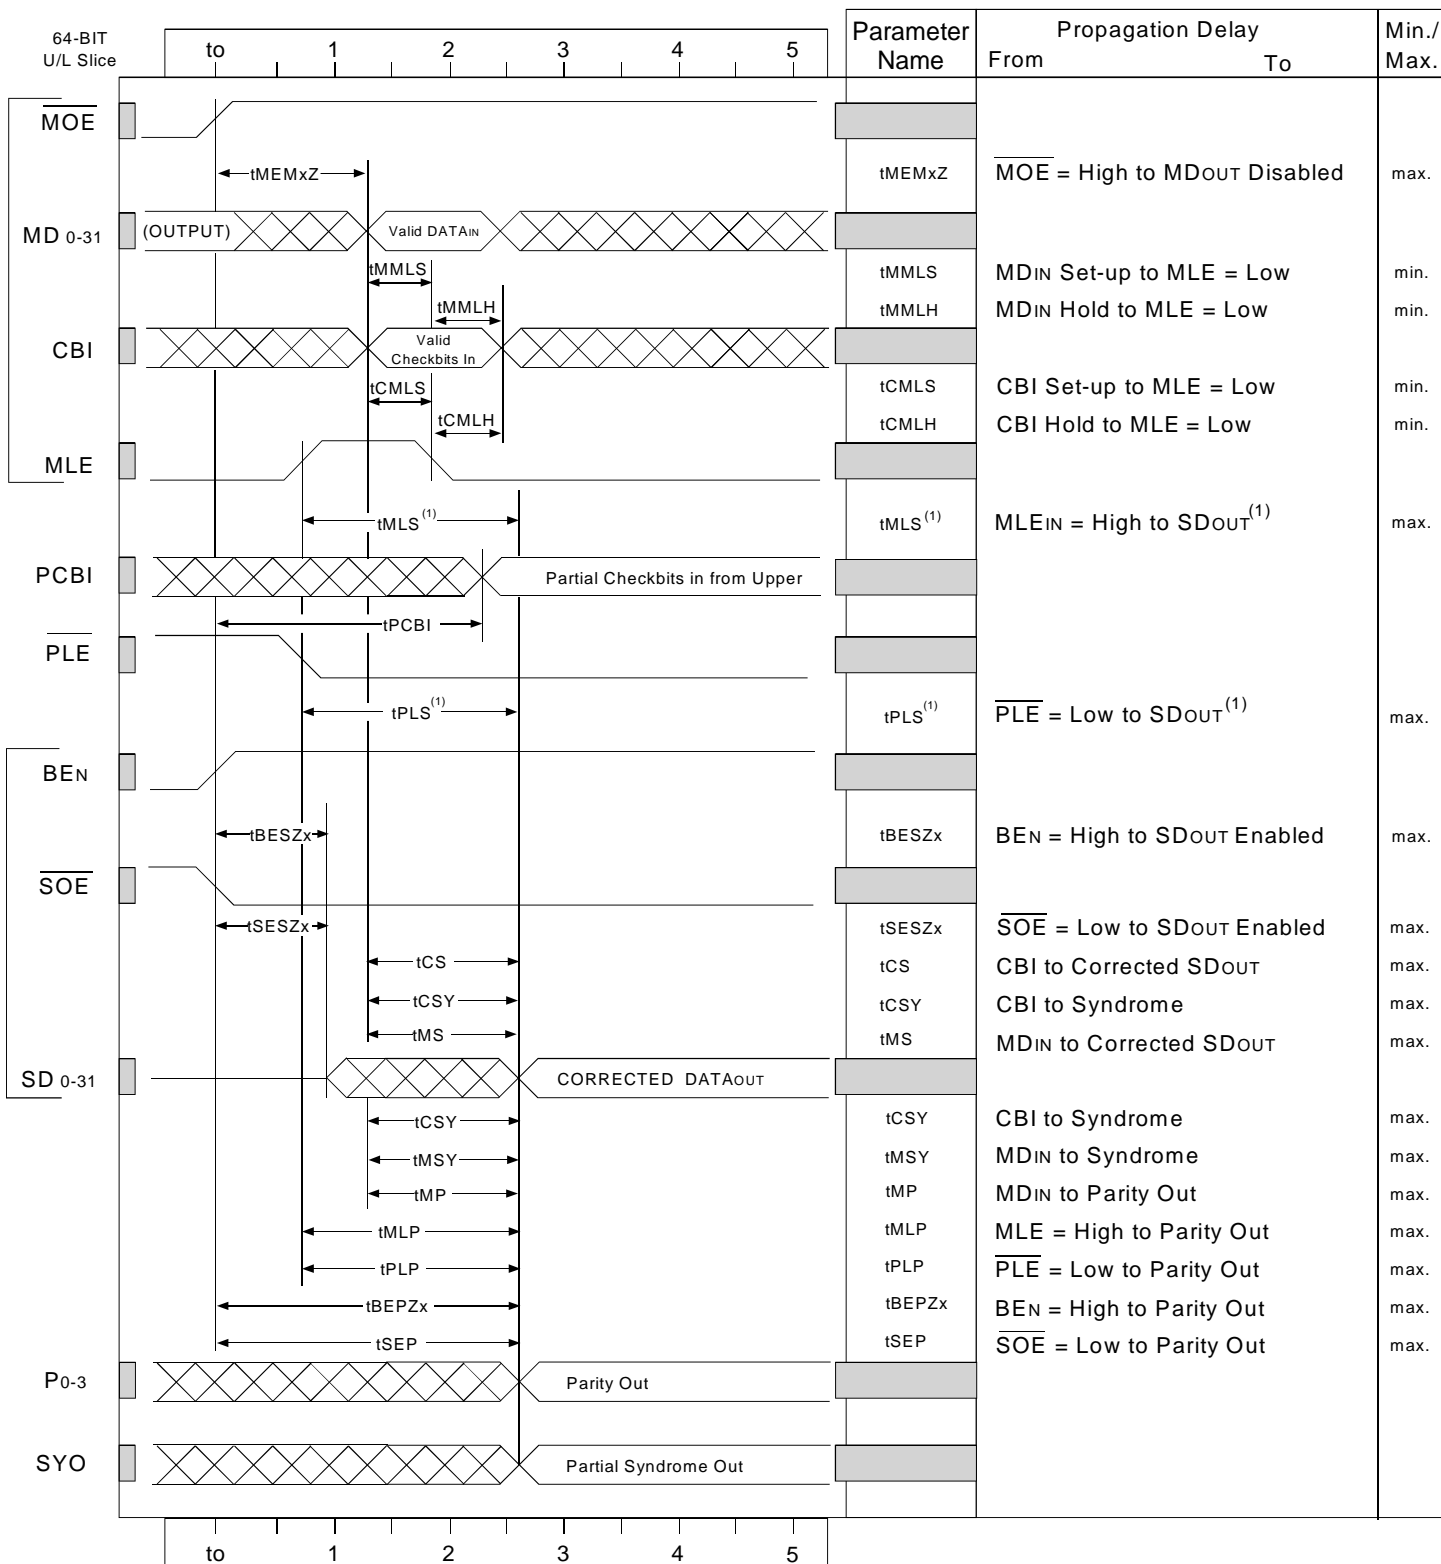 64-BIT
U/L Slice
to 1 2 3 4 5
Parameter Name
Propagation Delay
From To
Min./
Max.
MOE
tMEMxZ
tMEMxZ MOE = High to MDOUT Disabled max.
MD 0-31 (OUTPUT) Valid DATAIN
tMMLS
tMMLS MDIN Set-up to MLE = Low min.
tMMLH
tMMLH MDIN Hold to MLE = Low min.
CBI Valid
Checkbits In
tCMLS
tCMLS CBI Set-up to MLE = Low min.
tCMLH
tCMLH CBI Hold to MLE = Low min.
MLE
tMLS(1)
tMLS(1) MLEIN = High to SDOUT(1) max.
PCBI Partial Checkbits in from Upper
tPCBI
PLE
tPLS(1)
tPLS(1) PLE = Low to SDOUT(1) max.
BEN
tBESZx
tBESZx BEN = High to SDOUT Enabled max.
SOE
tSESZx
tSESZx SOE = Low to SDOUT Enabled max.
tCS
tCS CBI to Corrected SDOUT max.
tCSY
tCSY CBI to Syndrome max.
tMS
tMS MDIN to Corrected SDOUT max.
SD 0-31 CORRECTED DATAOUT
tCSY
tCSY CBI to Syndrome max.
tMSY
tMSY MDIN to Syndrome max.
tMP
tMP MDIN to Parity Out max.
tMLP
tMLP MLE = High to Parity Out max.
tPLP
tPLP PLE = Low to Parity Out max.
tBEPZx
tBEPZx BEN = High to Parity Out max.
tSEP
tSEP SOE = Low to Parity Out max.
P0-3 Parity Out
SYO Partial Syndrome Out
to 1 2 3 4 5